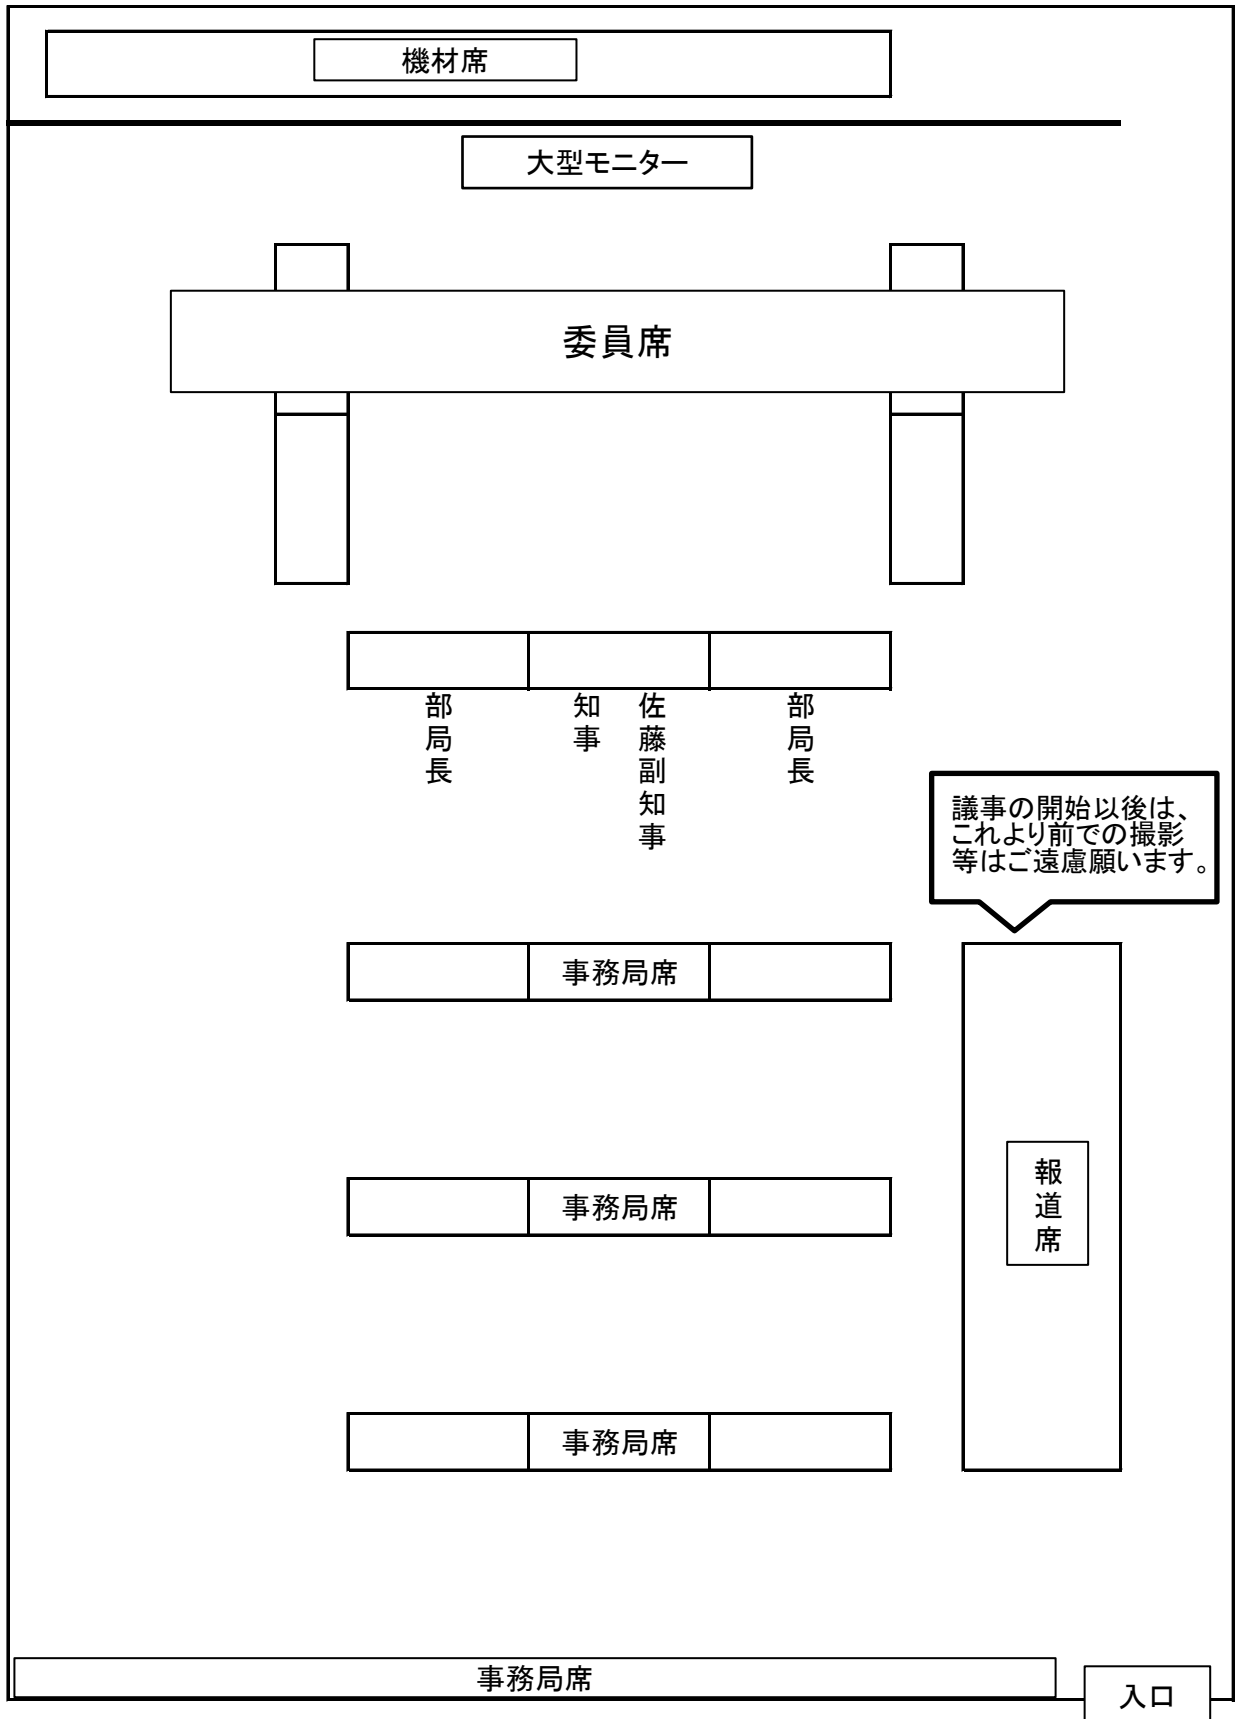 機材席
大型モニター
委員席
部局長
知事
佐藤副知事
部局長
議事の開始以後は、
これより前での撮影
等はご遠慮願います。
事務局席
事務局席
報道席
事務局席
事務局席
入口